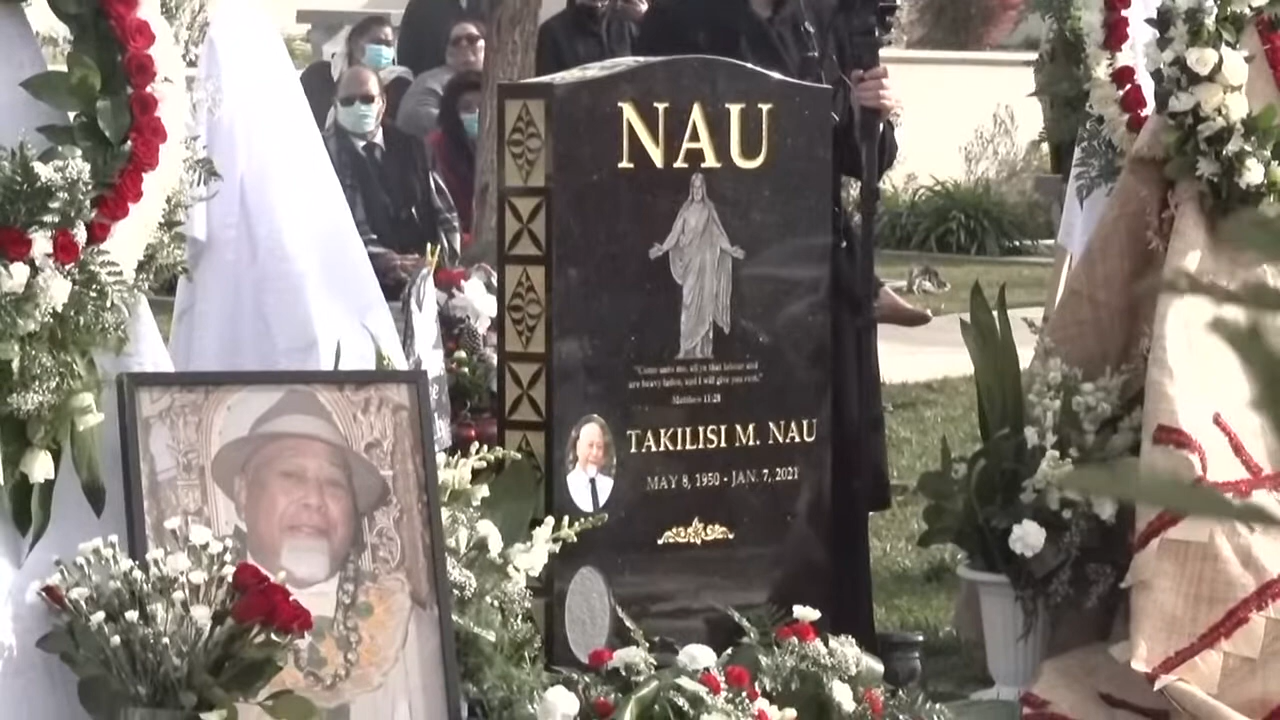 NAU
"Come unto me, all ye that labour and
are heavy laden, and I will give you rest."
Matthew 11:28
TAKILISI M. NAU
MAY 8, 1950 - JAN. 7, 2021